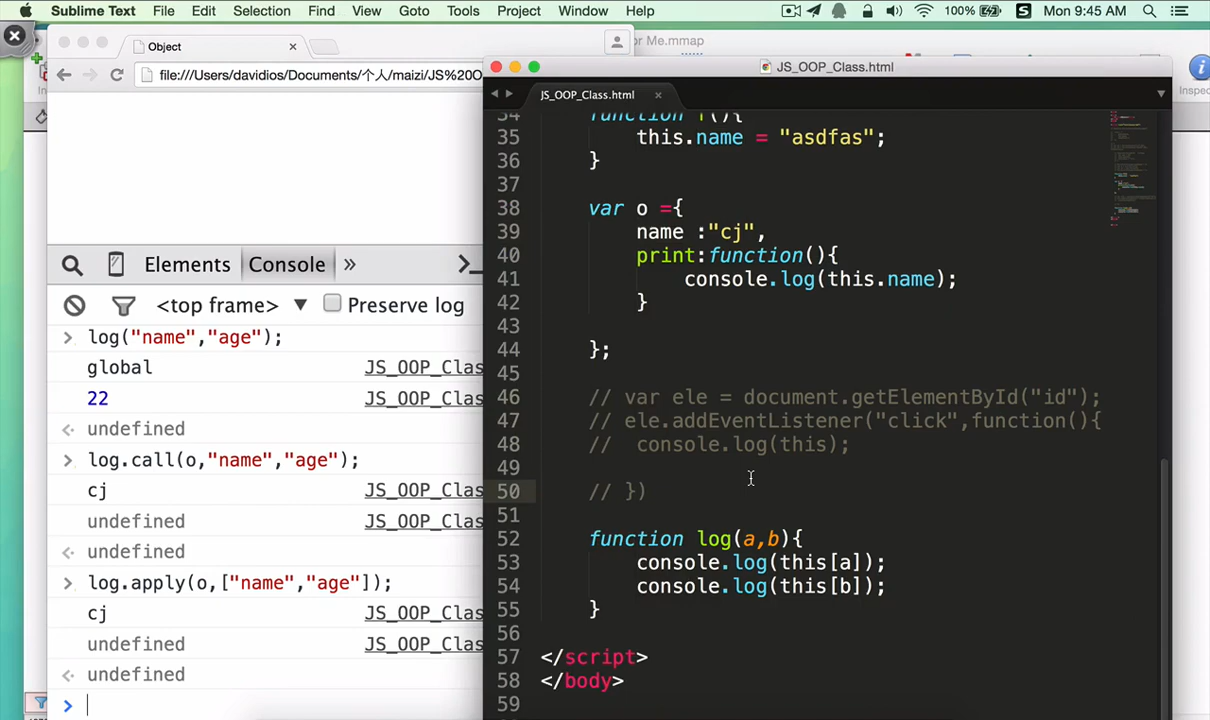 Sublime Text File Edit Selection Find View Goto Tools Project Window Help 100% Mon 9:45 AM
Object
or Me.mmap
file:///Users/davidios/Documents/个人/maizi/JS%20O
Inspec
JS_OOP_Class.html
JS_OOP_Class.html
Elements Console »
<top frame> Preserve log
log("name","age");
global JS_OOP_Clas
22 JS_OOP_Clas
undefined
log.call(o,"name","age");
cj JS_OOP_Clas
undefined JS_OOP_Clas
undefined
log.apply(o,["name","age"]);
cj JS_OOP_Clas
undefined JS_OOP_Clas
undefined
34 function f(){
35 this.name = "asdfas";
36 }
37
38 var o ={
39 name :"cj",
40 print:function(){
41 console.log(this.name);
42 }
43
44 };
45
46 // var ele = document.getElementById("id");
47 // ele.addEventListener("click",function(){
48 // console.log(this);
49
50 // })
51
52 function log(a,b){
53 console.log(this[a]);
54 console.log(this[b]);
55 }
56
57 </script>
58 </body>
59